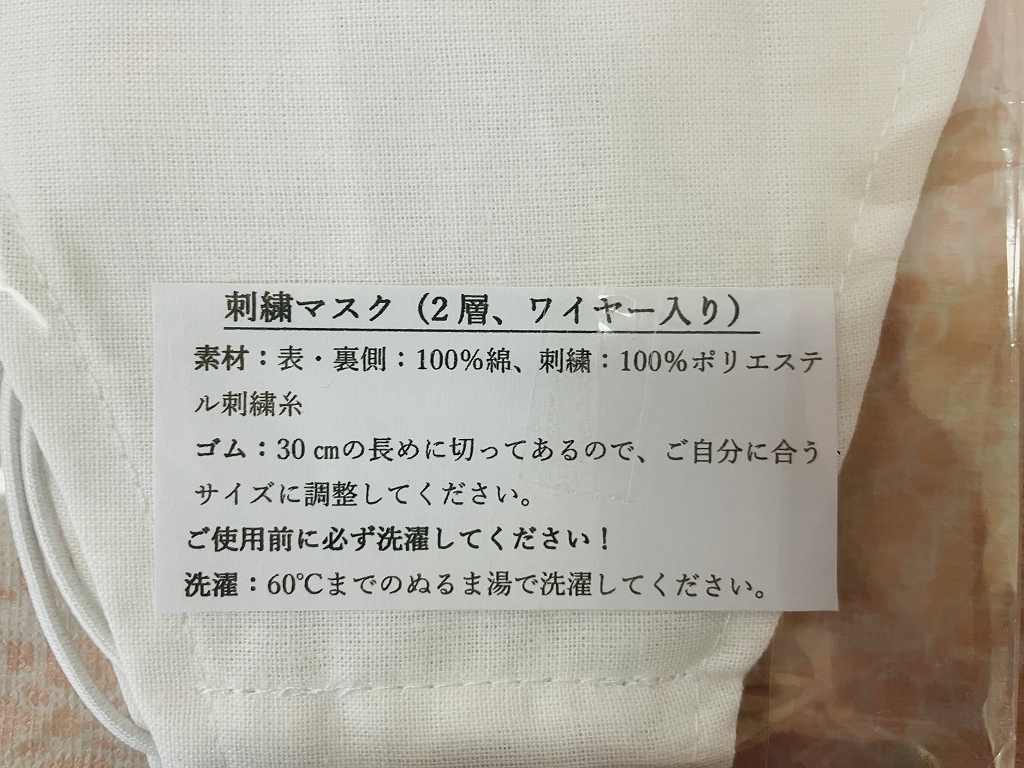 刺繍マスク（2層、ワイヤー入り）
素材：表・裏側：100%綿、刺繍：100%ポリエステ
ル刺繍糸
ゴム：30㎝の長めに切ってあるので、ご自分に合う
サイズに調整してください。
ご使用前に必ず洗濯してください！
洗濯：60℃までのぬるま湯で洗濯してください。